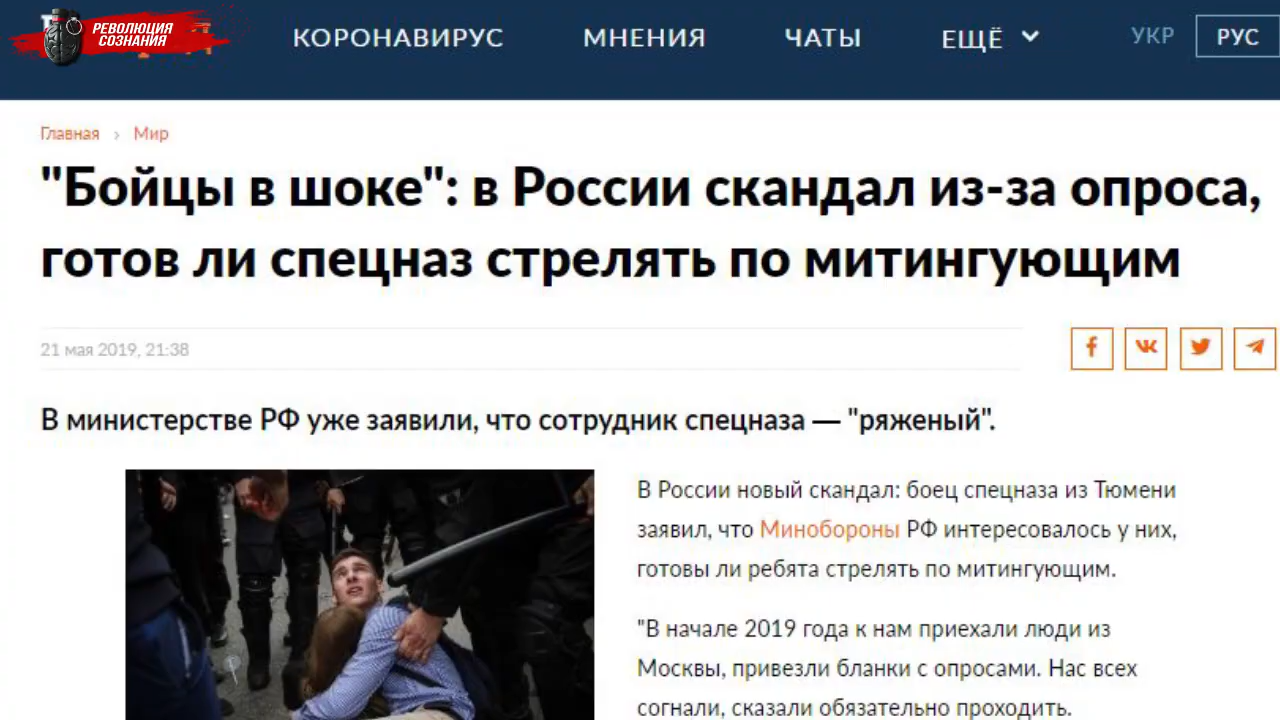 РЕВОЛЮЦИЯ
СОЗНАНИЯ
КОРОНАВИРУС МНЕНИЯ ЧАТЫ ЕЩЁ УКР РУС
Главная › Мир
"Бойцы в шоке": в России скандал из-за опроса,
готов ли спецназ стрелять по митингующим
21 мая 2019, 21:38
В министерстве РФ уже заявили, что сотрудник спецназа — "ряженый".
В России новый скандал: боец спецназа из Тюмени
заявил, что Минобороны РФ интересовалось у них,
готовы ли ребята стрелять по митингующим.
"В начале 2019 года к нам приехали люди из
Москвы, привезли бланки с опросами. Нас всех
согнали, сказали обязательно проходить.